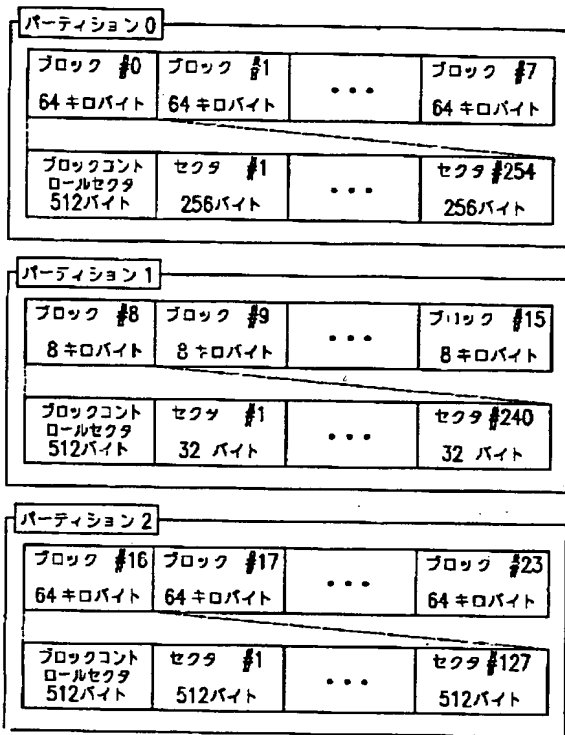 パーティション 0
ブロック #0 ブロック #1 ・・・ ブロック #7
64 キロバイト 64 キロバイト 64 キロバイト
ブロックコント
ロールセクタ
512バイト
セクタ #1
256バイト
・・・
セクタ #254
256バイト
パーティション 1
ブロック #8 ブロック #9 ・・・ ブロック #15
8 キロバイト 8 キロバイト 8 キロバイト
ブロックコント
ロールセクタ
512バイト
セクタ #1
32 バイト
・・・
セクタ #240
32 バイト
パーティション 2
ブロック #16 ブロック #17 ・・・ ブロック #23
64 キロバイト 64 キロバイト 64 キロバイト
ブロックコント
ロールセクタ
512バイト
セクタ #1
512バイト
・・・
セクタ #127
512バイト